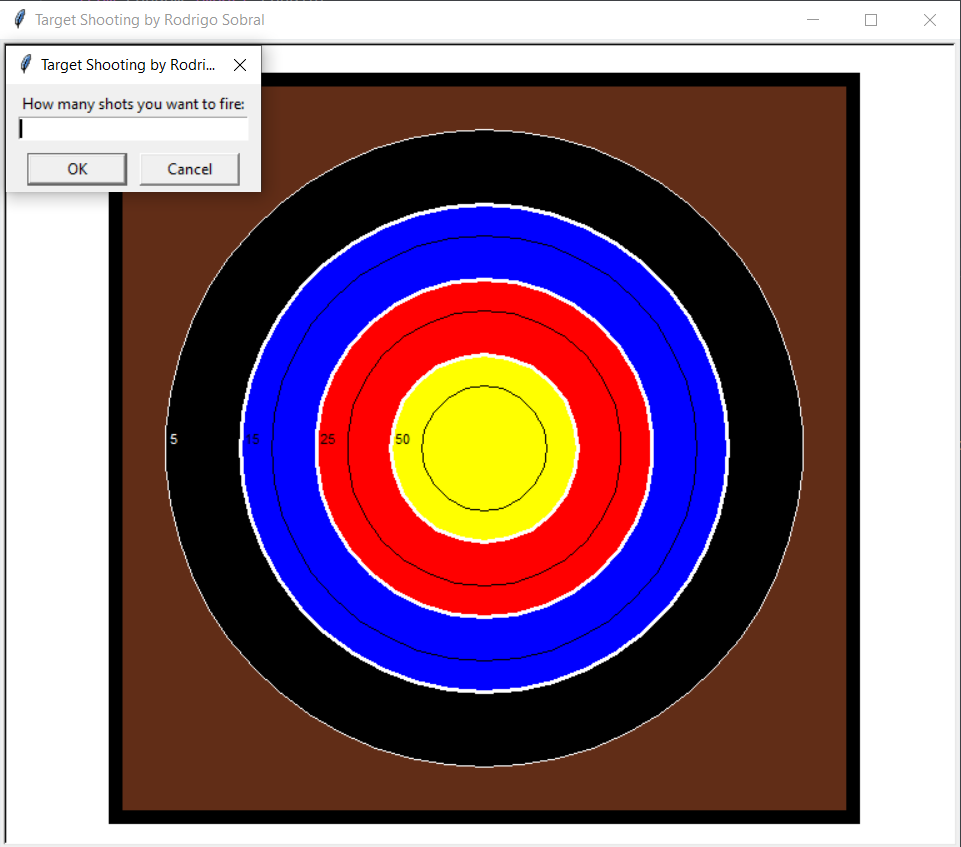 Target Shooting by Rodrigo Sobral
Target Shooting by Rodri...
How many shots you want to fire:
OK Cancel
5 15 25 50